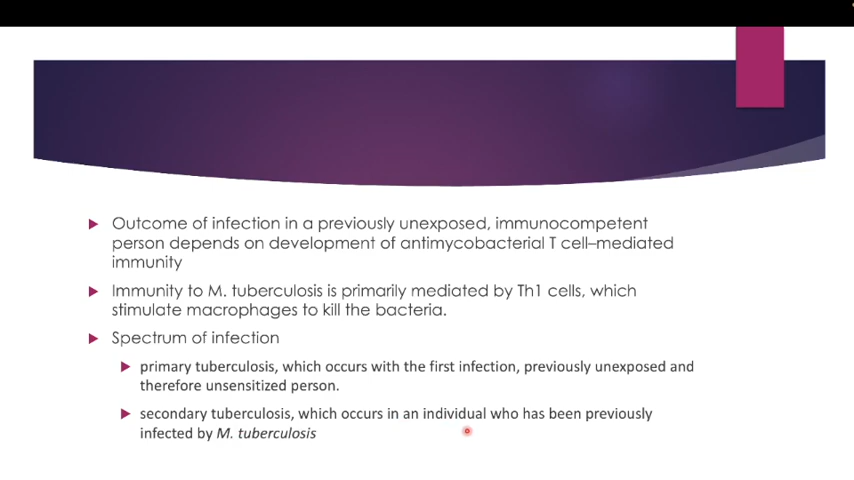 Outcome of infection in a previously unexposed, immunocompetent
person depends on development of antimycobacterial T cell–mediated
immunity
Immunity to M. tuberculosis is primarily mediated by Th1 cells, which
stimulate macrophages to kill the bacteria.
Spectrum of infection
primary tuberculosis, which occurs with the first infection, previously unexposed and
therefore unsensitized person.
secondary tuberculosis, which occurs in an individual who has been previously
infected by M. tuberculosis